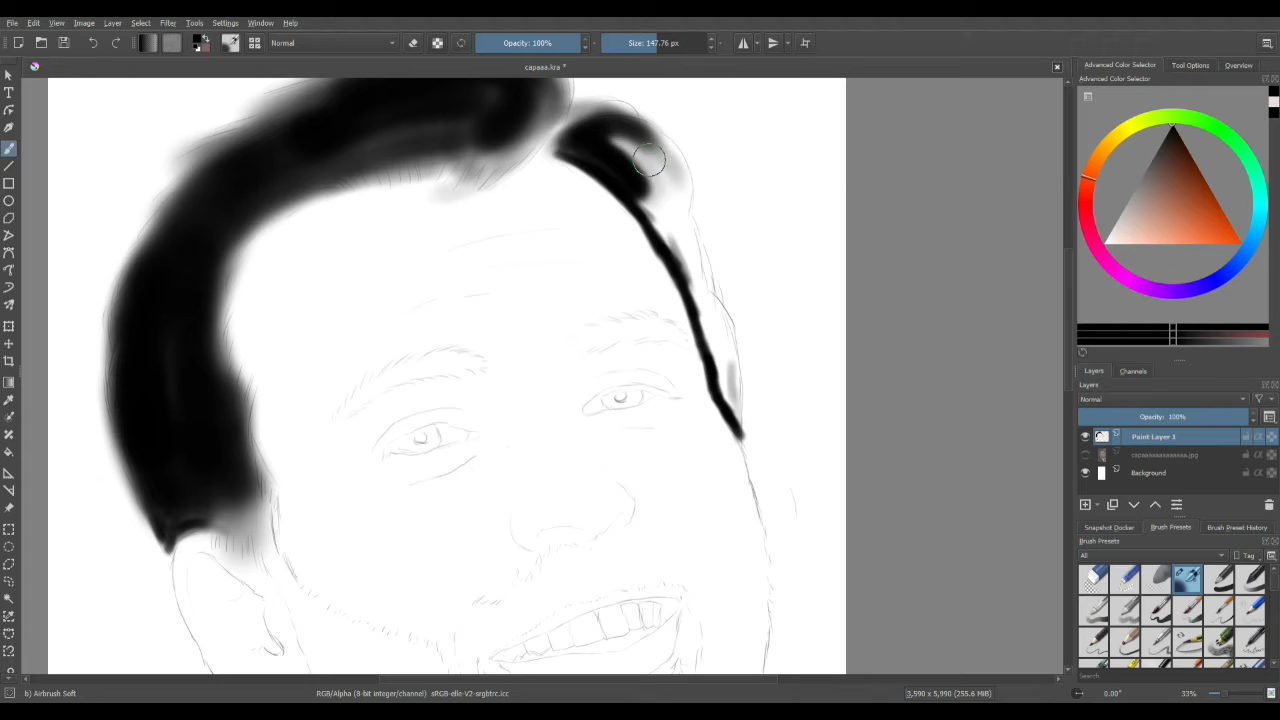 File Edit View Image Layer Select Filter Tools Settings Window Help
Normal Opacity: 100% Size: 147.76 px
capaaa.kra *
Advanced Color Selector Tool Options Overview
Advanced Color Selector
Layers Channels
Layers
Normal
Opacity: 100%
Paint Layer 1
Background
Snapshot Docker Brush Presets Brush Preset History
Brush Presets
All Tag
Search
b) Airbrush Soft RGB/Alpha (8-bit integer/channel) sRGB-elle-V2-srgbtrc.icc 3,590 x 5,990 (255.6 MiB) 0.00° 33%